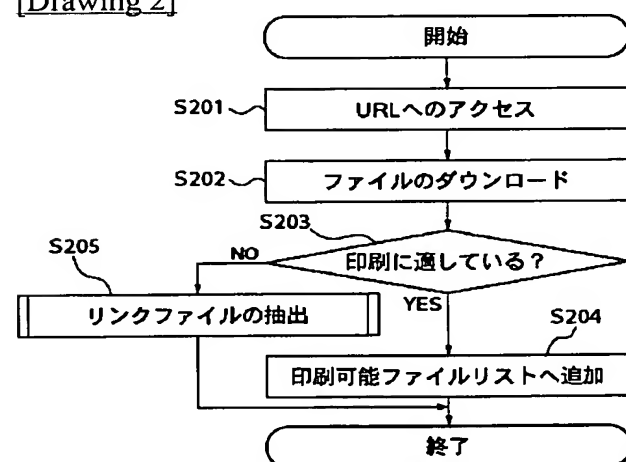 [Drawing 2]
開始
S201
URLへのアクセス
S202
ファイルのダウンロード
S203
印刷に適している？
NO
YES
S205
リンクファイルの抽出
S204
印刷可能ファイルリストへ追加
終了